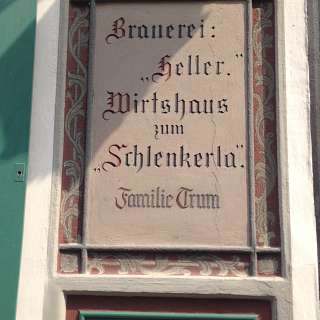 Brauerei:
„Heller."
Wirtshaus
zum
„Schlenkerla".
Familie Trum